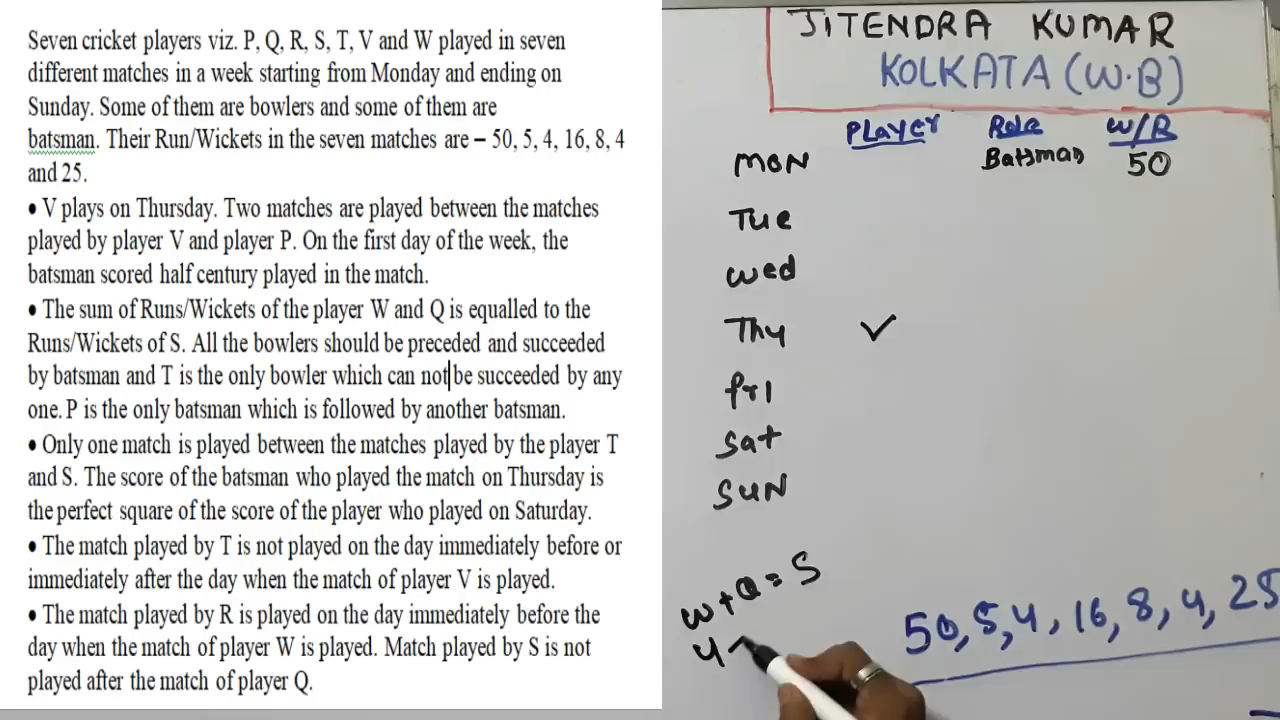 Seven cricket players viz. P, Q, R, S, T, V and W played in seven
different matches in a week starting from Monday and ending on
Sunday. Some of them are bowlers and some of them are
batsman. Their Run/Wickets in the seven matches are – 50, 5, 4, 16, 8, 4
and 25.
• V plays on Thursday. Two matches are played between the matches
played by player V and player P. On the first day of the week, the
batsman scored half century played in the match.
• The sum of Runs/Wickets of the player W and Q is equalled to the
Runs/Wickets of S. All the bowlers should be preceded and succeeded
by batsman and T is the only bowler which can not be succeeded by any
one. P is the only batsman which is followed by another batsman.
• Only one match is played between the matches played by the player T
and S. The score of the batsman who played the match on Thursday is
the perfect square of the score of the player who played on Saturday.
• The match played by T is not played on the day immediately before or
immediately after the day when the match of player V is played.
• The match played by R is played on the day immediately before the
day when the match of player W is played. Match played by S is not
played after the match of player Q.
JITENDRA KUMAR
KOLKATA (W.B)
PLayer Role W/R
MON Batsman 50
Tue
wed
Thu ✓
fri
Sat
SUN
W+Q=S
4
50, 5, 4, 16, 8, 4, 25